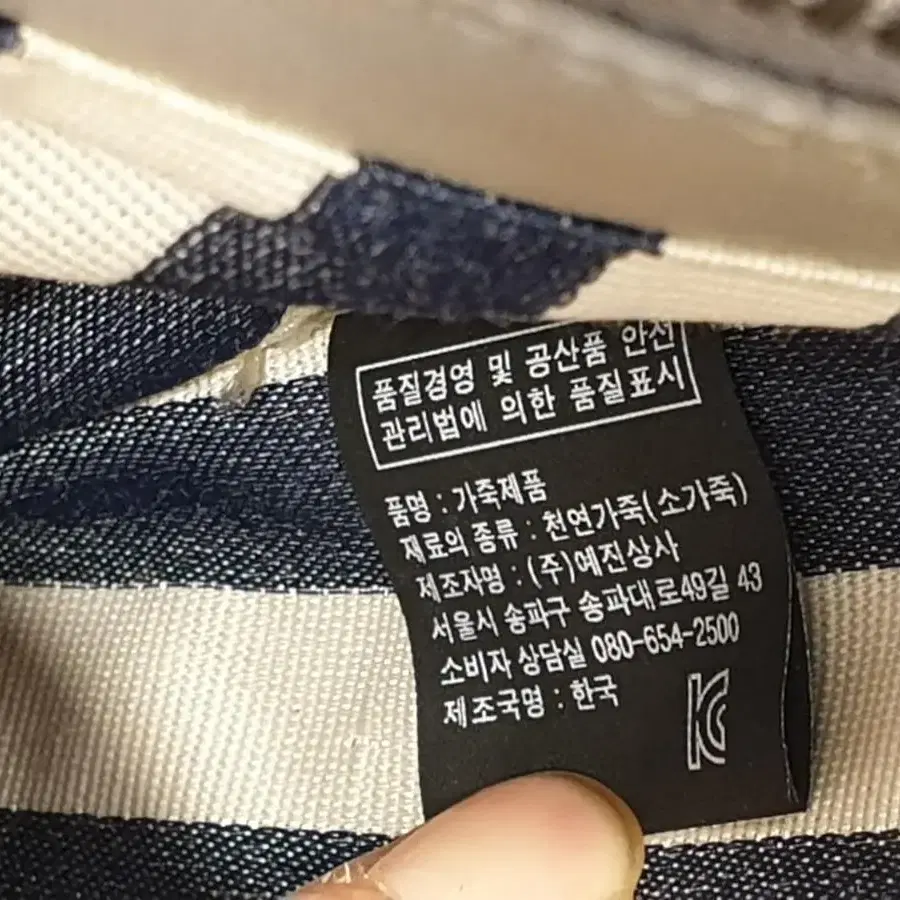 품질경영 및 공산품 안전
관리법에 의한 품질표시
품명 : 가죽제품
재료의 종류 : 천연가죽(소가죽)
제조자명 : (주)예진상사
서울시 송파구 송파대로49길 43
소비자 상담실 080-654-2500
제조국명 : 한국
KC